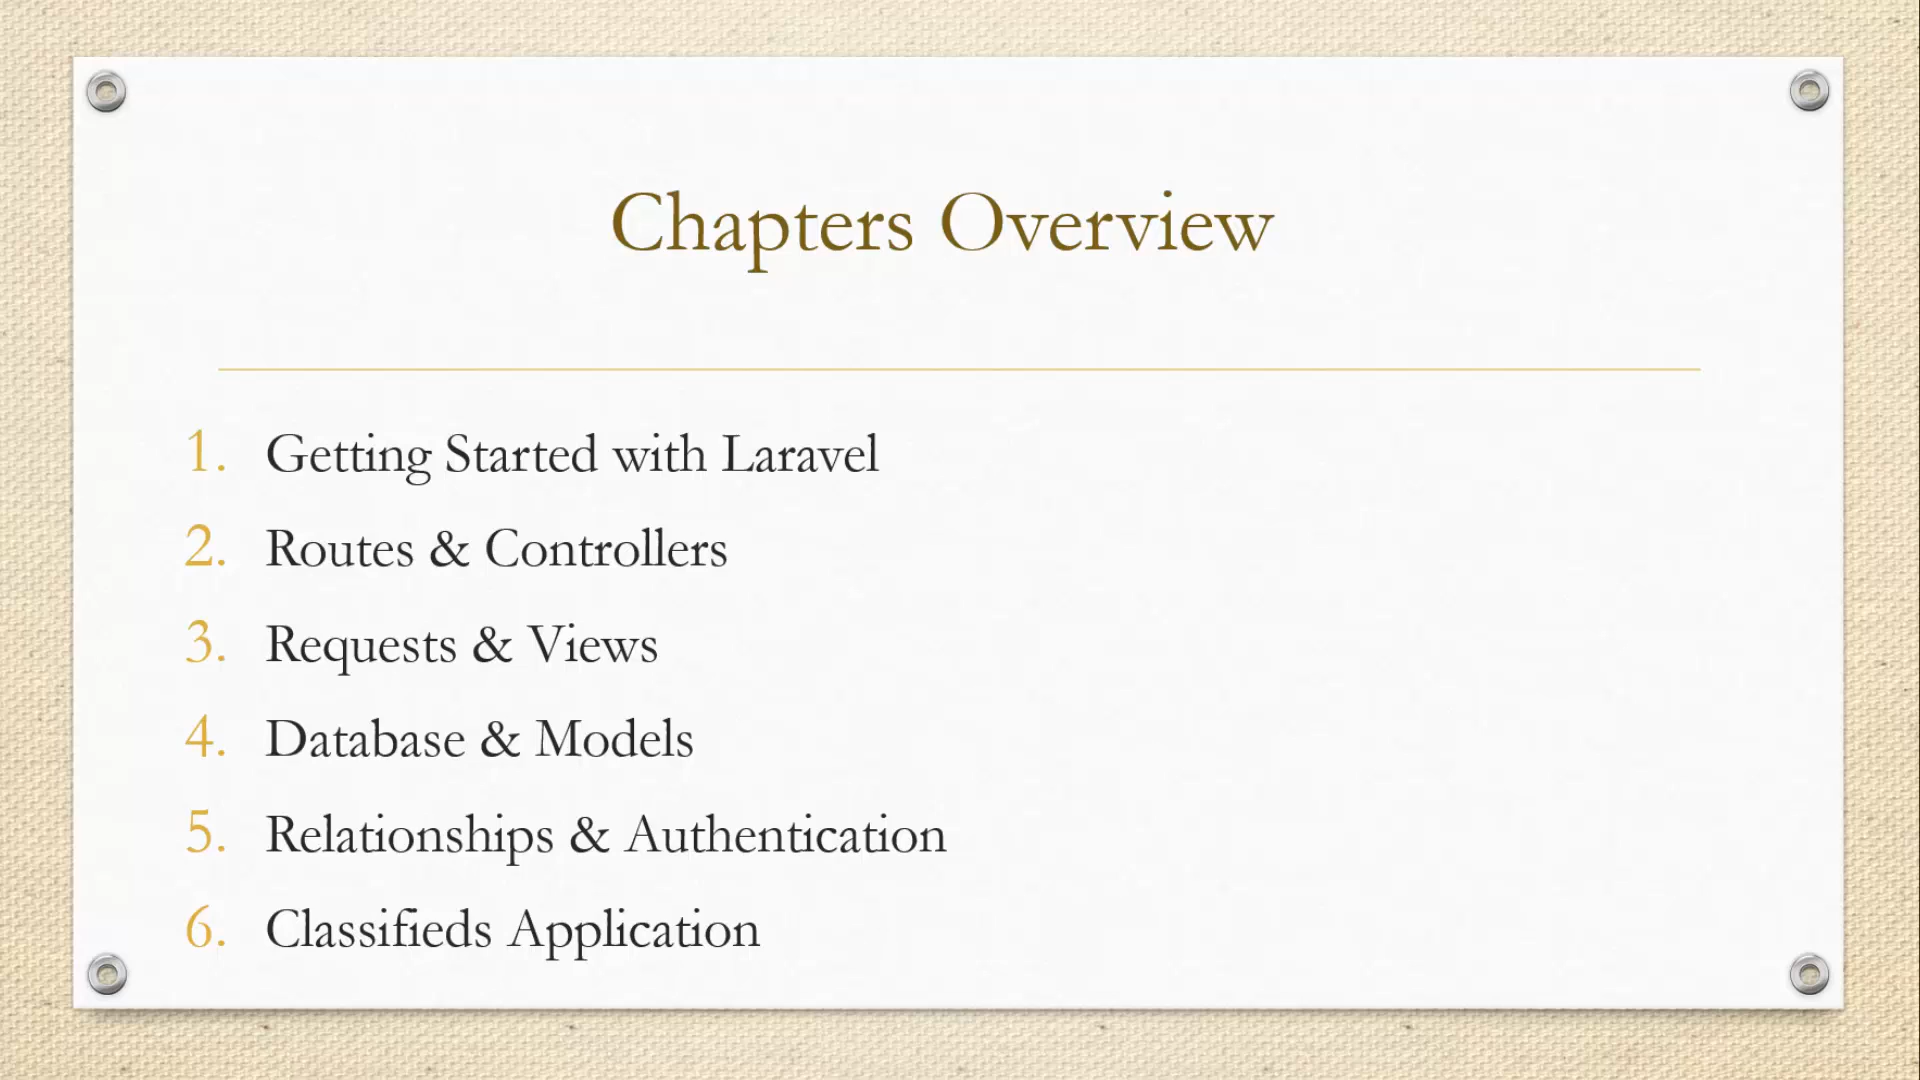 Chapters Overview
1. Getting Started with Laravel
2. Routes & Controllers
3. Requests & Views
4. Database & Models
5. Relationships & Authentication
6. Classifieds Application